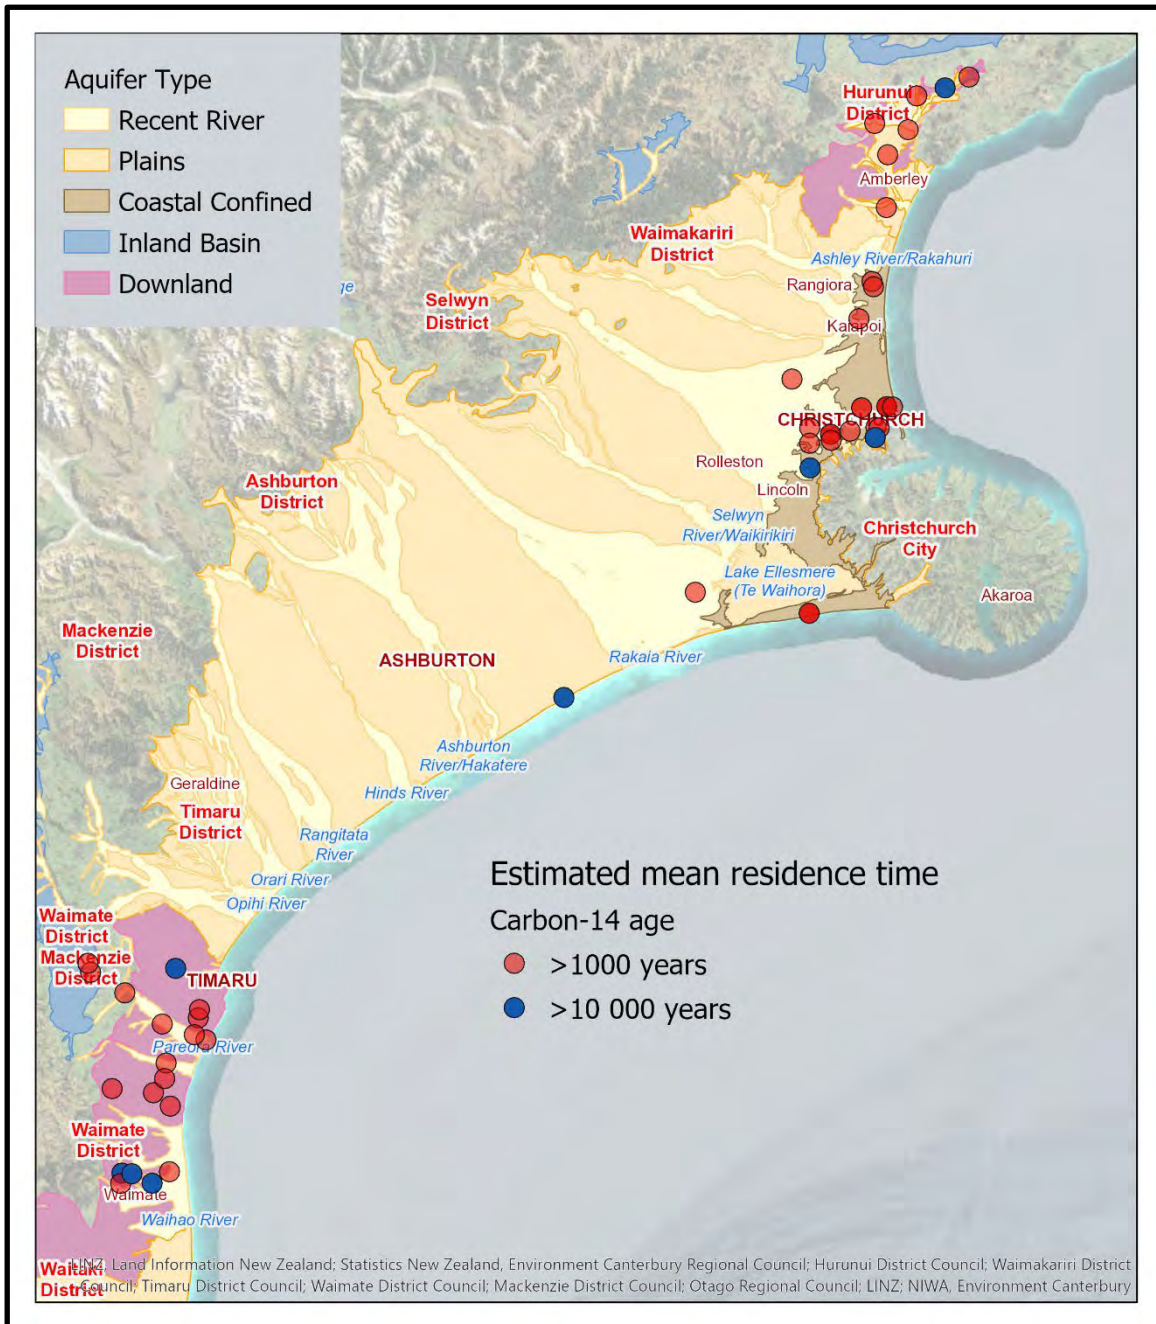 Aquifer Type
Recent River
Plains
Coastal Confined
Inland Basin
Downland
ge
Hurunui
District
Amberley
Waimakariri
District
Ashley River/Rakahuri
Rangiora
Selwyn
District
Kaiapoi
CHRISTCHURCH
Rolleston
Lincoln
Ashburton
District
Selwyn
River/Waikirikiri
Christchurch
City
Lake Ellesmere
(Te Waihora)
Akaroa
Mackenzie
District
ASHBURTON
Rakaia River
Ashburton
River/Hakatere
Geraldine
Hinds River
Timaru
District
Rangitata
River
Orari River
Opihi River
Estimated mean residence time
Carbon-14 age
>1000 years
>10 000 years
Waimate
District
Mackenzie
District
TIMARU
Pareora River
Waimate
District
Waimate
Waihao River
Waitaki
District
LINZ, Land Information New Zealand; Statistics New Zealand, Environment Canterbury Regional Council; Hurunui District Council; Waimakariri District
Council; Timaru District Council; Waimate District Council; Mackenzie District Council; Otago Regional Council; LINZ; NIWA, Environment Canterbury